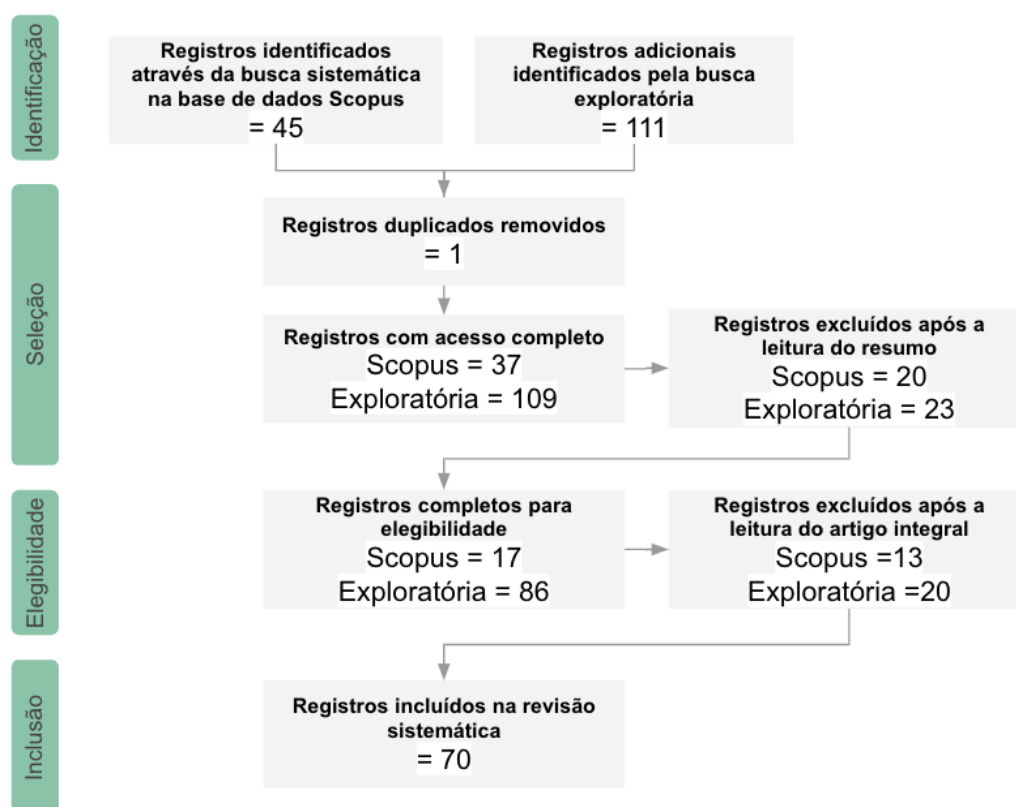 Identificação
Registros identificados
através da busca sistemática
na base de dados Scopus
= 45
Registros adicionais
identificados pela busca
exploratória
= 111
Seleção
Registros duplicados removidos
= 1
Registros com acesso completo
Scopus = 37
Exploratória = 109
Registros excluídos após a
leitura do resumo
Scopus = 20
Exploratória = 23
Elegibilidade
Registros completos para
elegibilidade
Scopus = 17
Exploratória = 86
Registros excluídos após a
leitura do artigo integral
Scopus =13
Exploratória =20
Inclusão
Registros incluídos na revisão
sistemática
= 70